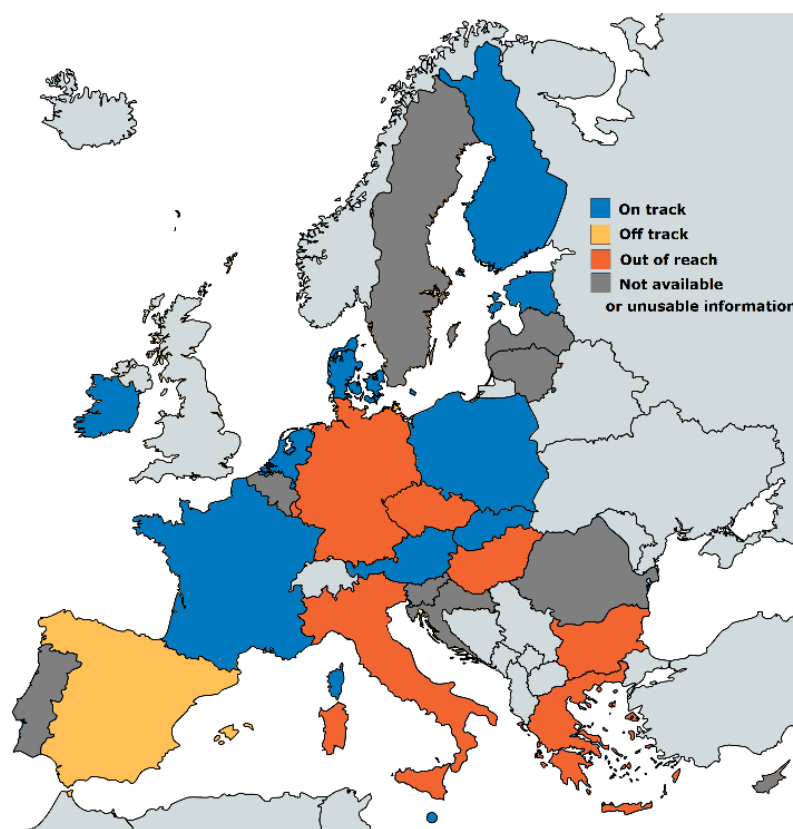 On track
Off track
Out of reach
Not available
or unusable information